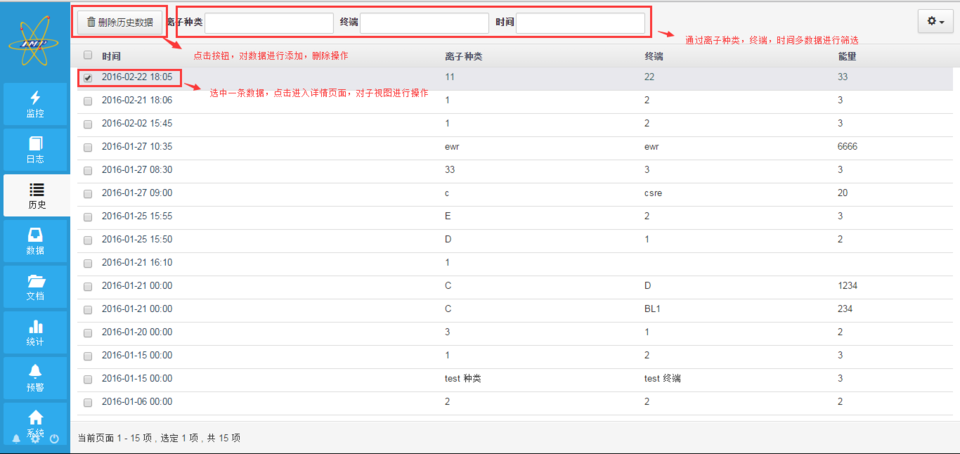 删除历史数据 离子种类 终端 时间
通过离子种类，终端，时间多数据进行筛选
点击按钮，对数据进行添加，删除操作
时间 离子种类 终端 能量
2016-02-22 18:05 11 22 33
选中一条数据，点击进入详情页面，对子视图进行操作
2016-02-21 18:06 1 2 3
2016-02-02 15:45 1 2 3
2016-01-27 10:35 ewr ewr 6666
2016-01-27 08:30 33 3 3
2016-01-27 09:00 c csre 20
2016-01-25 15:55 E 2 3
2016-01-25 15:50 D 1 2
2016-01-21 16:10 1
2016-01-21 00:00 C D 1234
2016-01-21 00:00 C BL1 234
2016-01-20 00:00 3 1 2
2016-01-15 00:00 1 2 3
2016-01-15 00:00 test 种类 test 终端 3
2016-01-06 00:00 2 2 2
当前页面 1 - 15 项，选定 1 项，共 15 项
监控
日志
历史
数据
文档
统计
预警
系统